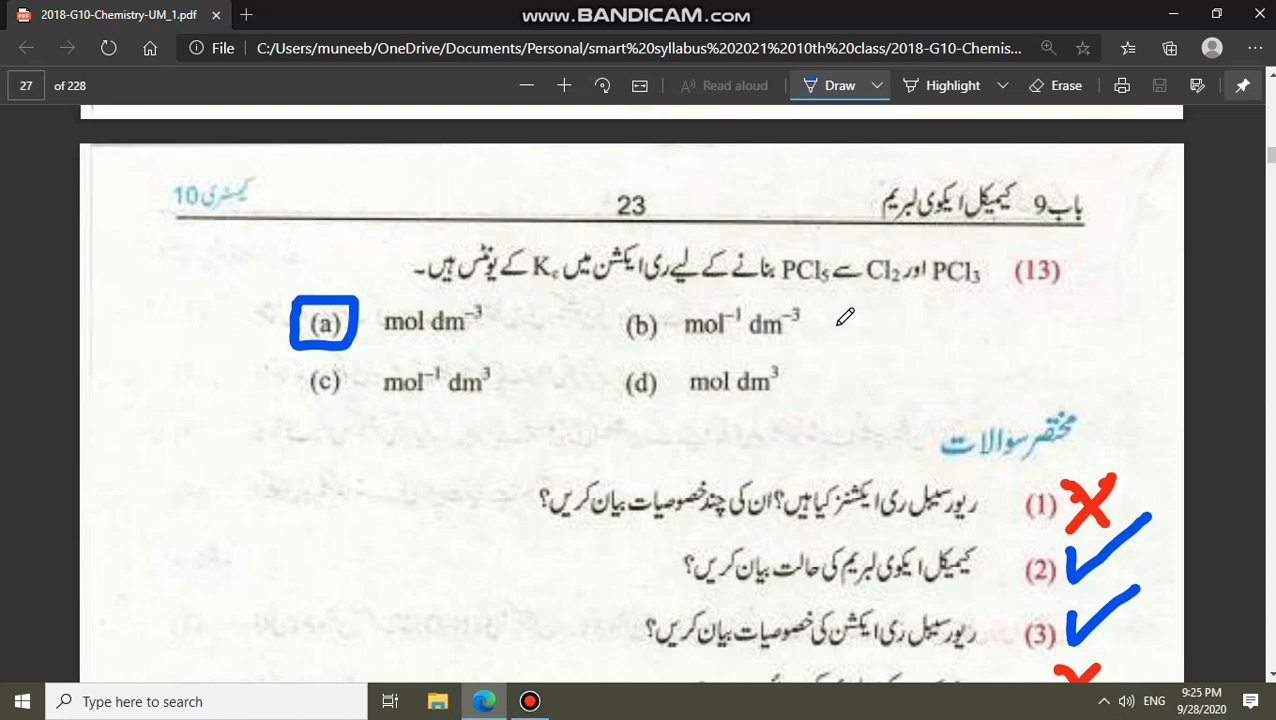 2018-G10-Chemistry-UM_1.pdf
www.BANDICAM.com
File
C:/Users/muneeb/OneDrive/Documents/Personal/smart%20syllabus%202021%2010th%20class/2018-G10-Chemis...
27 of 228
Read aloud
Draw
Highlight
Erase
باب 9 کیمیکل ایکوی لبریم
23
کیمسٹری 10
(13) PCl₃ اور Cl₂ سے PCl₅ بنانے کے لیے ری ایکشن میں K꜀ کے یونٹس ہیں۔
(a) mol dm⁻³ (b) mol⁻¹ dm⁻³
(c) mol⁻¹ dm³ (d) mol dm³
مختصر سوالات
(1) ریورسیبل ری ایکشنز کیا ہیں؟ ان کی چند خصوصیات بیان کریں؟
(2) کیمیکل ایکوی لبریم کی حالت بیان کریں؟
(3) ریورسیبل ری ایکشن کی خصوصیات بیان کریں؟
Type here to search
ENG
9:25 PM
9/28/2020